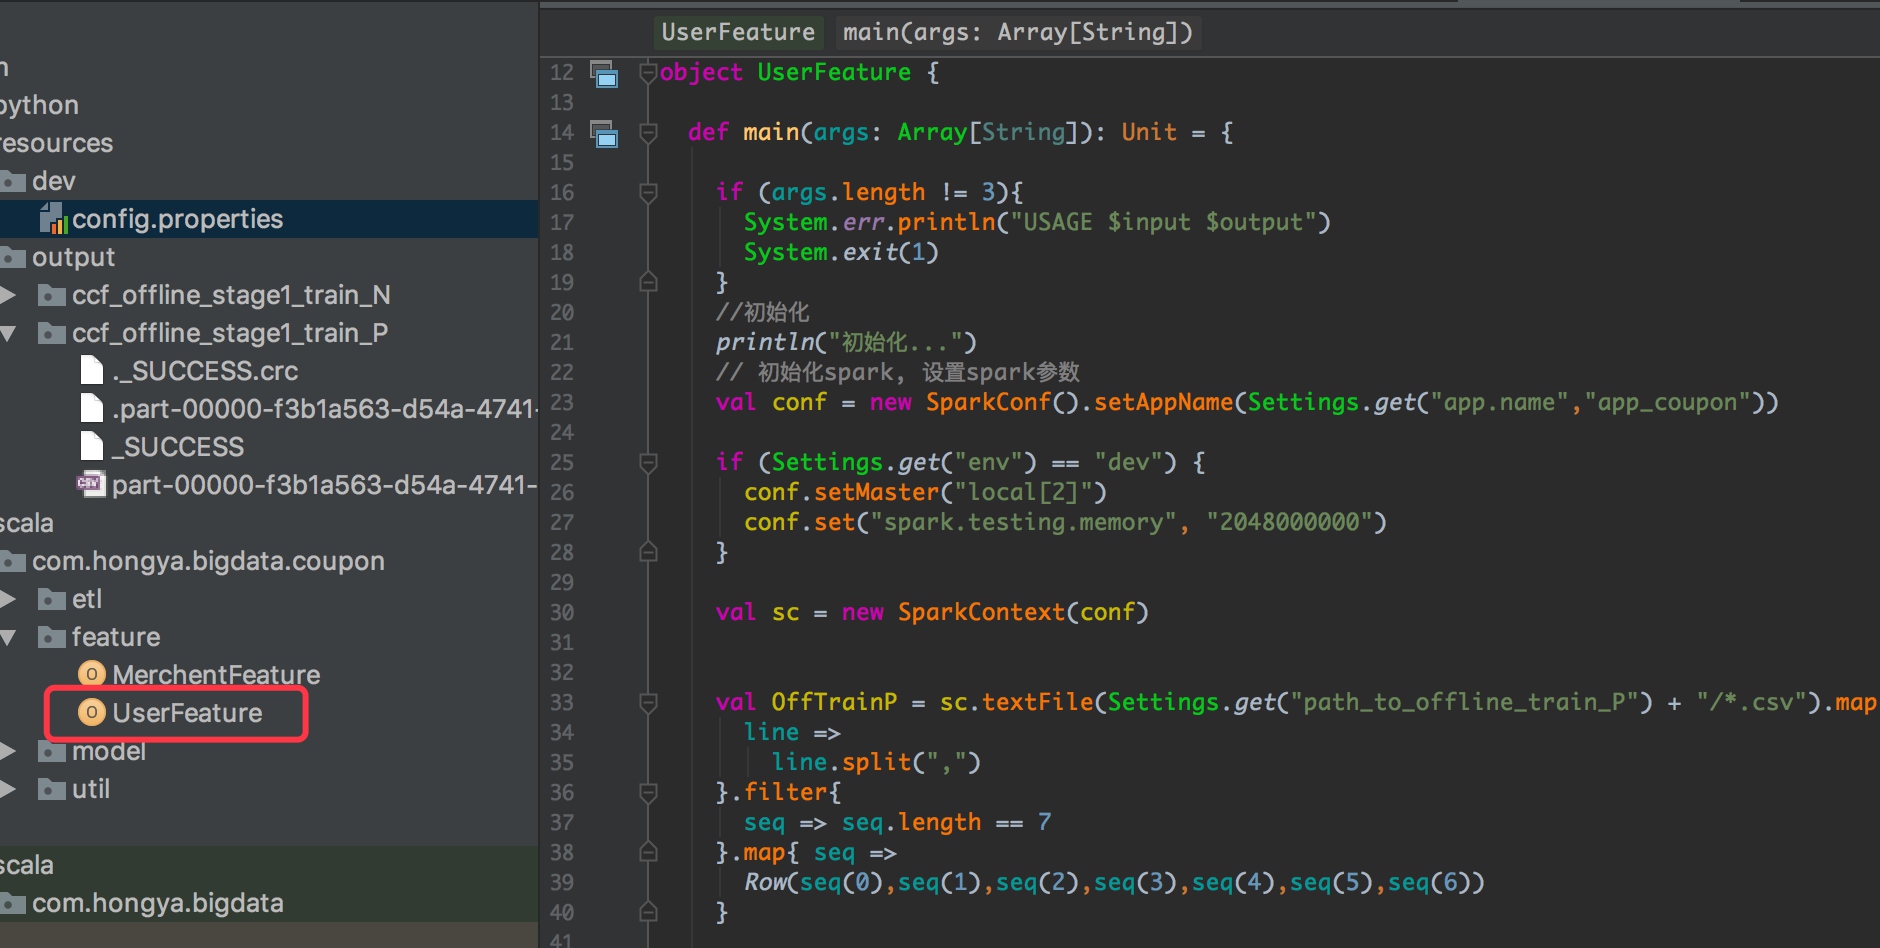 python
resources
dev
config.properties
output
ccf_offline_stage1_train_N
ccf_offline_stage1_train_P
._SUCCESS.crc
.part-00000-f3b1a563-d54a-4741-
_SUCCESS
part-00000-f3b1a563-d54a-4741-
scala
com.hongya.bigdata.coupon
etl
feature
MerchentFeature
UserFeature
model
util
scala
com.hongya.bigdata
UserFeature main(args: Array[String])
12 object UserFeature {
13
14 def main(args: Array[String]): Unit = {
15
16 if (args.length != 3){
17 System.err.println("USAGE $input $output")
18 System.exit(1)
19 }
20 //初始化
21 println("初始化...")
22 // 初始化spark, 设置spark参数
23 val conf = new SparkConf().setAppName(Settings.get("app.name","app_coupon"))
24
25 if (Settings.get("env") == "dev") {
26 conf.setMaster("local[2]")
27 conf.set("spark.testing.memory", "2048000000")
28 }
29
30 val sc = new SparkContext(conf)
31
32
33 val OffTrainP = sc.textFile(Settings.get("path_to_offline_train_P") + "/*.csv").map
34 line =>
35 line.split(",")
36 }.filter{
37 seq => seq.length == 7
38 }.map{ seq =>
39 Row(seq(0),seq(1),seq(2),seq(3),seq(4),seq(5),seq(6))
40 }
41